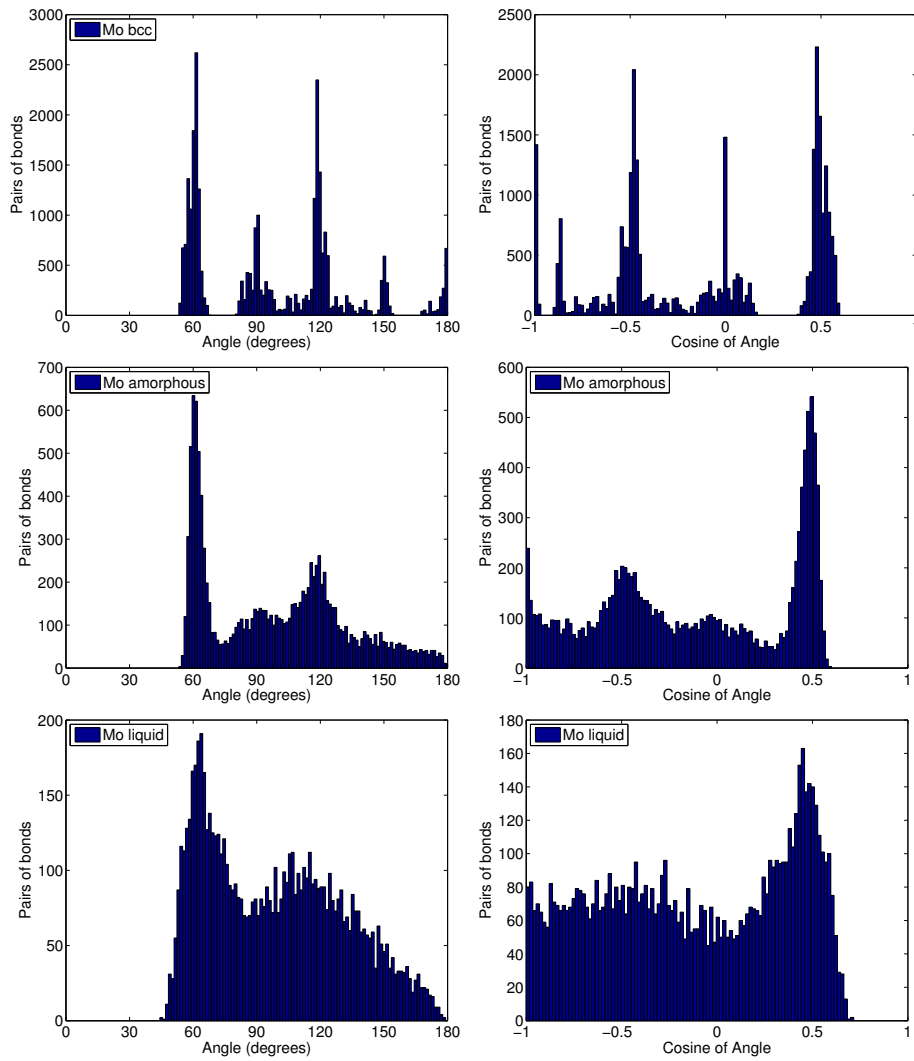 3000
2500
2000
1500
1000
500
0
Pairs of bonds
Mo bcc
0 30 60 90 120 150 180
Angle (degrees)
2500
2000
1500
1000
500
0
Pairs of bonds
−1 −0.5 0 0.5 1
Cosine of Angle
700
600
500
400
300
200
100
0
Pairs of bonds
Mo amorphous
0 30 60 90 120 150 180
Angle (degrees)
600
500
400
300
200
100
0
Pairs of bonds
Mo amorphous
−1 −0.5 0 0.5 1
Cosine of Angle
200
150
100
50
0
Pairs of bonds
Mo liquid
0 30 60 90 120 150 180
Angle (degrees)
180
160
140
120
100
80
60
40
20
0
Pairs of bonds
Mo liquid
−1 −0.5 0 0.5 1
Cosine of Angle